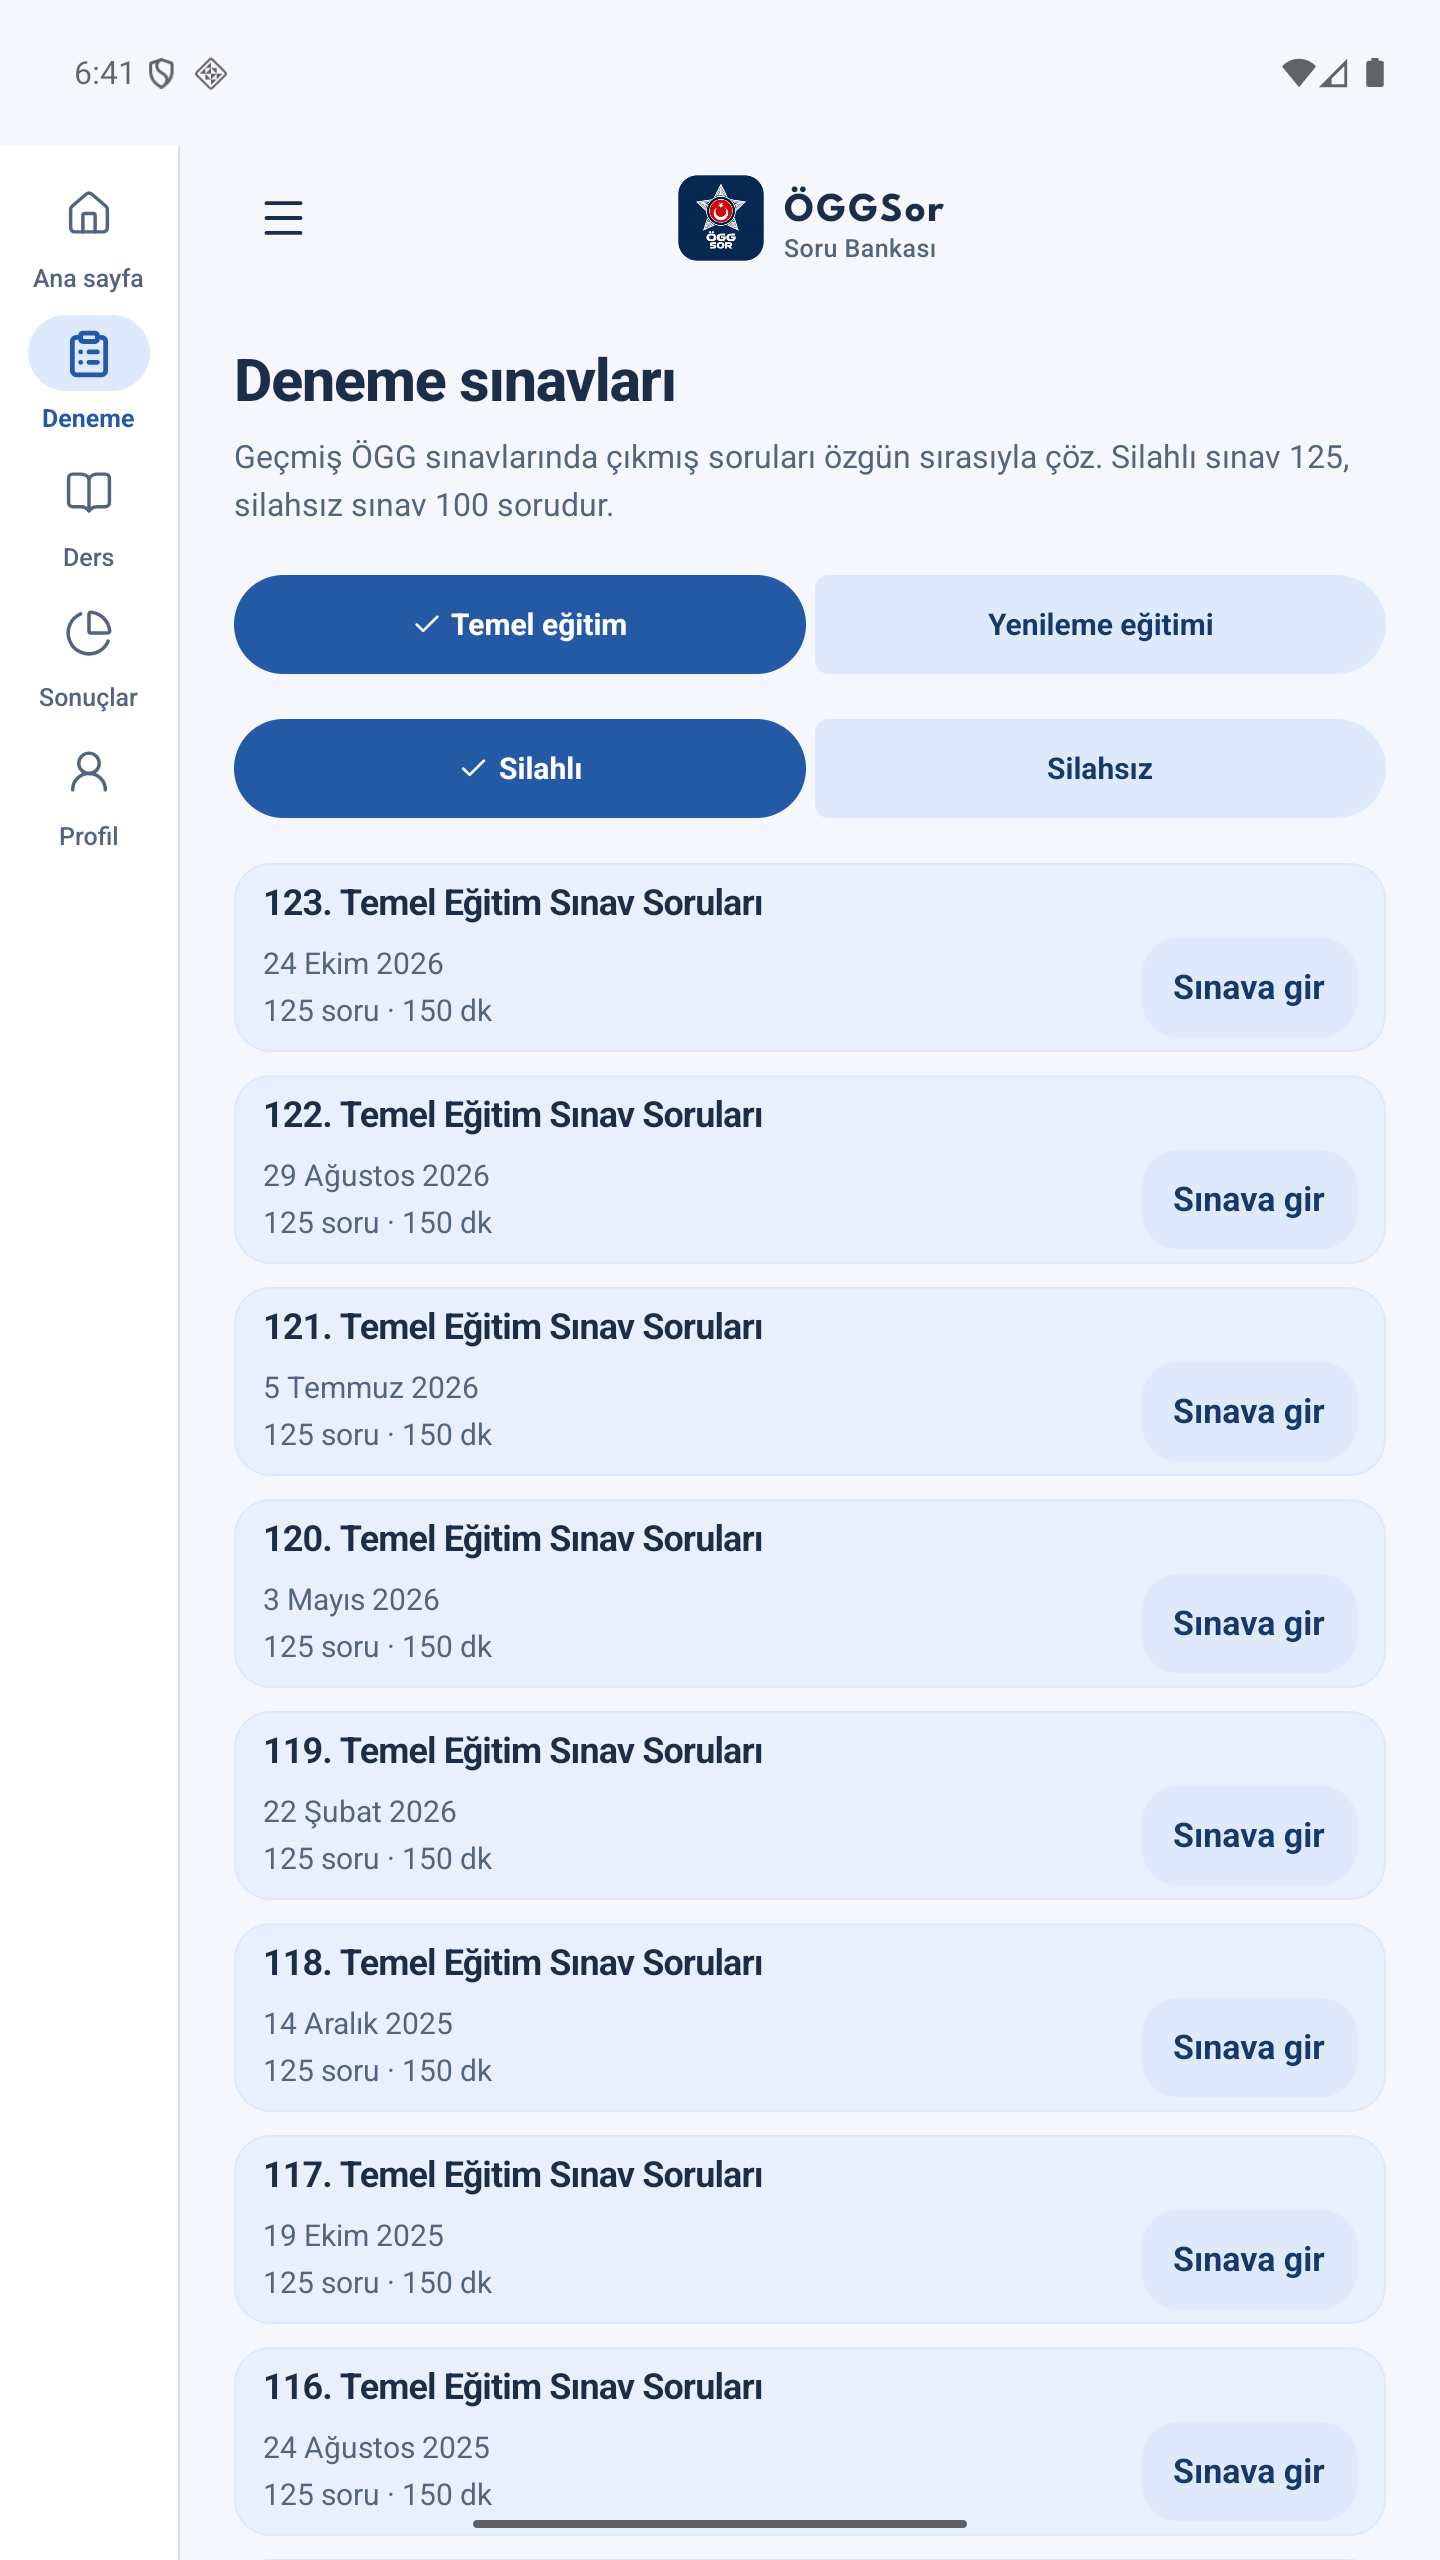 6:41
Ana sayfa
Deneme
Ders
Sonuçlar
Profil
ÖGG
SOR
ÖGGSor
Soru Bankası
Deneme sınavları
Geçmiş ÖGG sınavlarında çıkmış soruları özgün sırasıyla çöz. Silahlı sınav 125,
silahsız sınav 100 sorudur.
Temel eğitim
Yenileme eğitimi
Silahlı
Silahsız
123. Temel Eğitim Sınav Soruları
24 Ekim 2026
125 soru · 150 dk
Sınava gir
122. Temel Eğitim Sınav Soruları
29 Ağustos 2026
125 soru · 150 dk
Sınava gir
121. Temel Eğitim Sınav Soruları
5 Temmuz 2026
125 soru · 150 dk
Sınava gir
120. Temel Eğitim Sınav Soruları
3 Mayıs 2026
125 soru · 150 dk
Sınava gir
119. Temel Eğitim Sınav Soruları
22 Şubat 2026
125 soru · 150 dk
Sınava gir
118. Temel Eğitim Sınav Soruları
14 Aralık 2025
125 soru · 150 dk
Sınava gir
117. Temel Eğitim Sınav Soruları
19 Ekim 2025
125 soru · 150 dk
Sınava gir
116. Temel Eğitim Sınav Soruları
24 Ağustos 2025
125 soru · 150 dk
Sınava gir